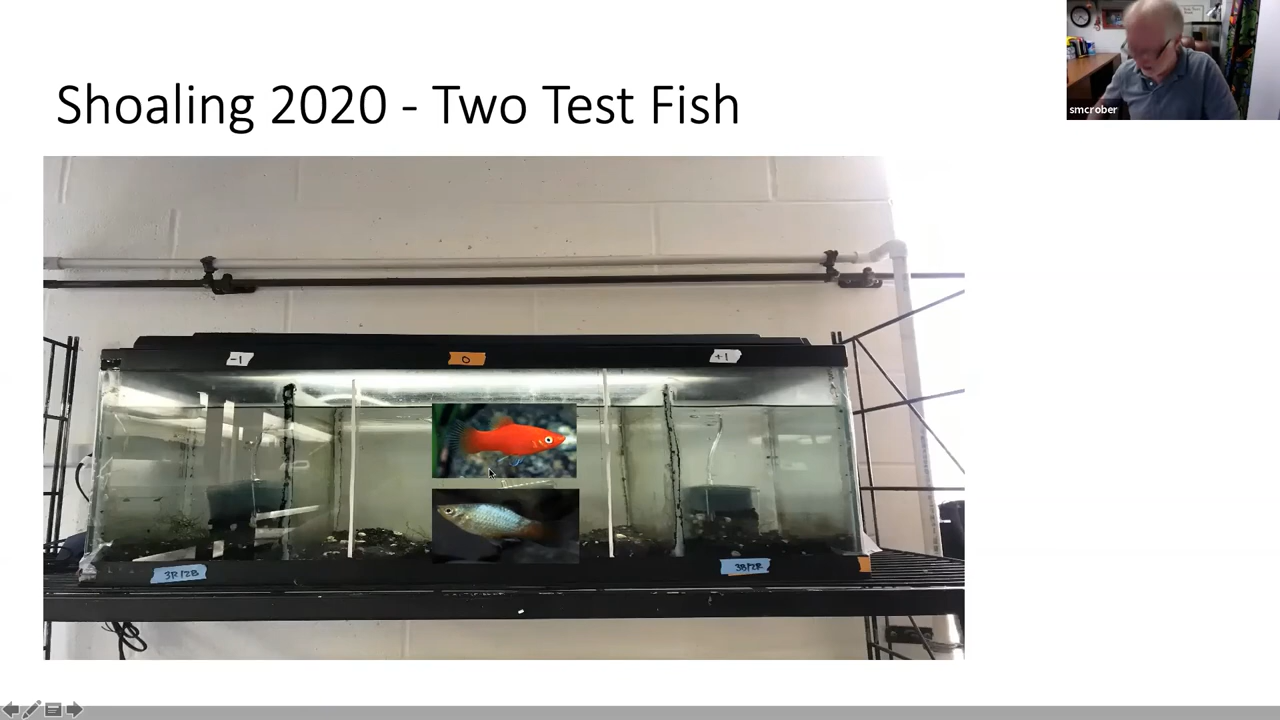 Shoaling 2020 - Two Test Fish
smcrober
-1
0
+1
3R/2B
3B/2R